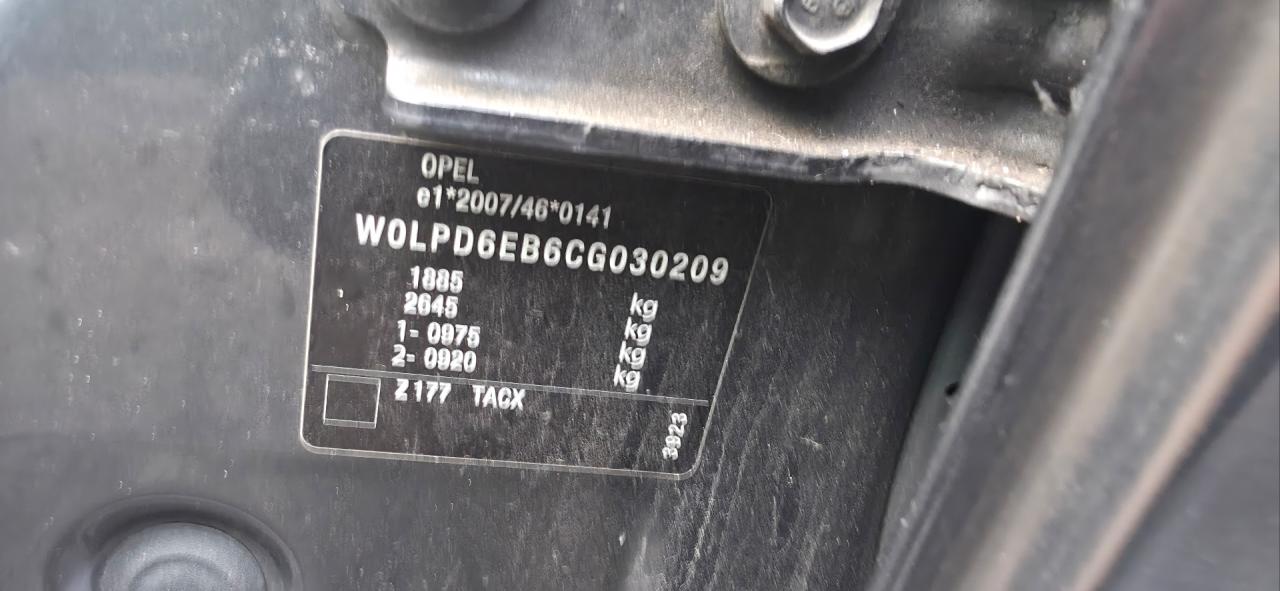 OPEL
e1*2007/46*0141
W0LPD6EB6CG030209
1885 kg
2645 kg
1- 0975 kg
2- 0920 kg
Z177 TACX
3923